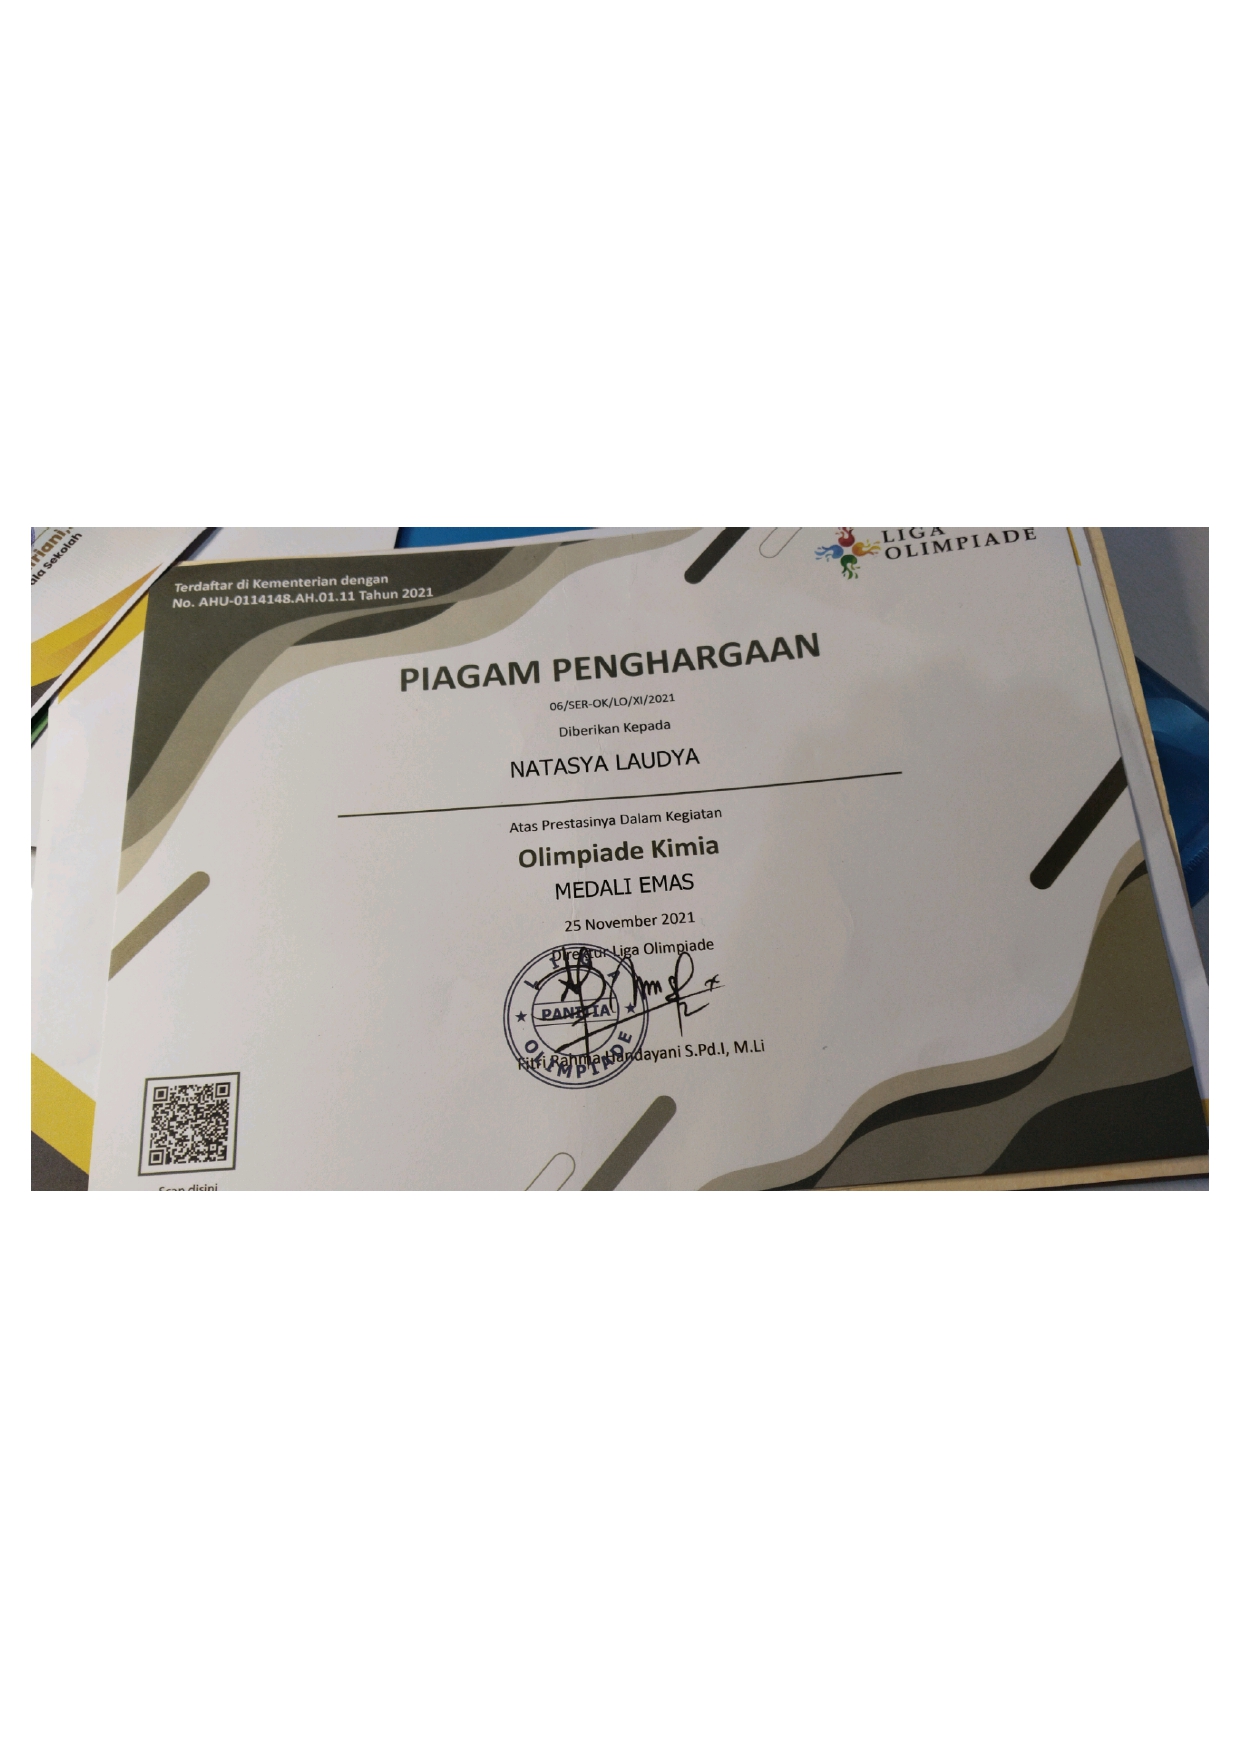 riani,
ala Sekolah
LIGA
OLIMPIADE
Terdaftar di Kementerian dengan
No. AHU-0114148.AH.01.11 Tahun 2021
PIAGAM PENGHARGAAN
06/SER-OK/LO/XI/2021
Diberikan Kepada
NATASYA LAUDYA
Atas Prestasinya Dalam Kegiatan
Olimpiade Kimia
MEDALI EMAS
25 November 2021
Direktur Liga Olimpiade
LIGA
PANITIA
OLIMPIADE
Fitri Rahma Handayani S.Pd.I, M.Li
Scan disini